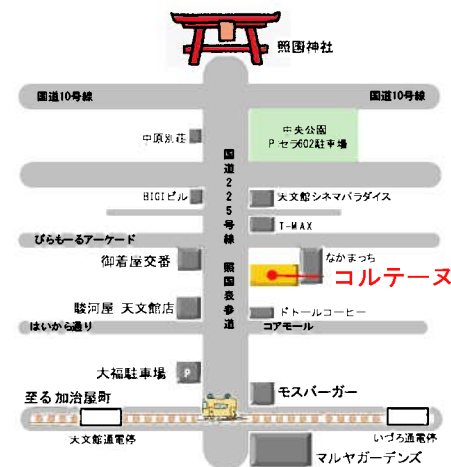 照国神社
国道10号線
国道10号線
中原別荘
中央公園
P セラ602駐車場
国道225号線 照国表参道
BIGIビル
天文館シネマパラダイス
T-MAX
ぴらもーるアーケード
御着屋交番
なかまっち
コルテーヌ
駿河屋 天文館店
ドトールコーヒー
はいから通り
コアモール
大福駐車場
P
至る 加治屋町
モスバーガー
天文館通電停
いづろ通電停
マルヤガーデンズ